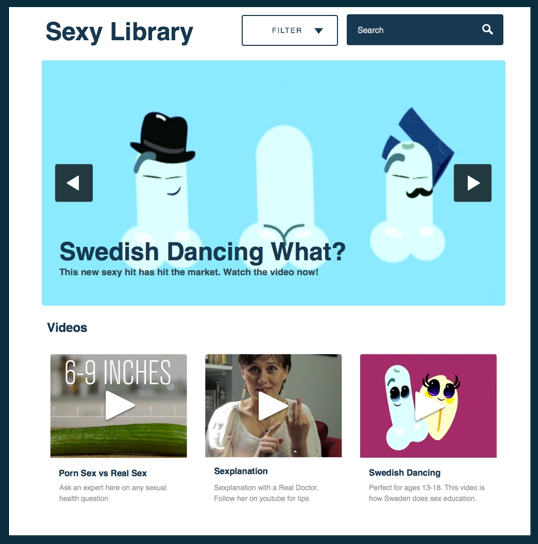 Sexy Library
FILTER
Search
Swedish Dancing What?
This new sexy hit has hit the market. Watch the video now!
Videos
6-9 INCHES
Porn Sex vs Real Sex
Ask an expert here on any sexual
health question
Sexplanation
Sexplanation with a Real Doctor.
Follow her on youtube for tips
Swedish Dancing
Perfect for ages 13-18. This video is
how Sweden does sex education.